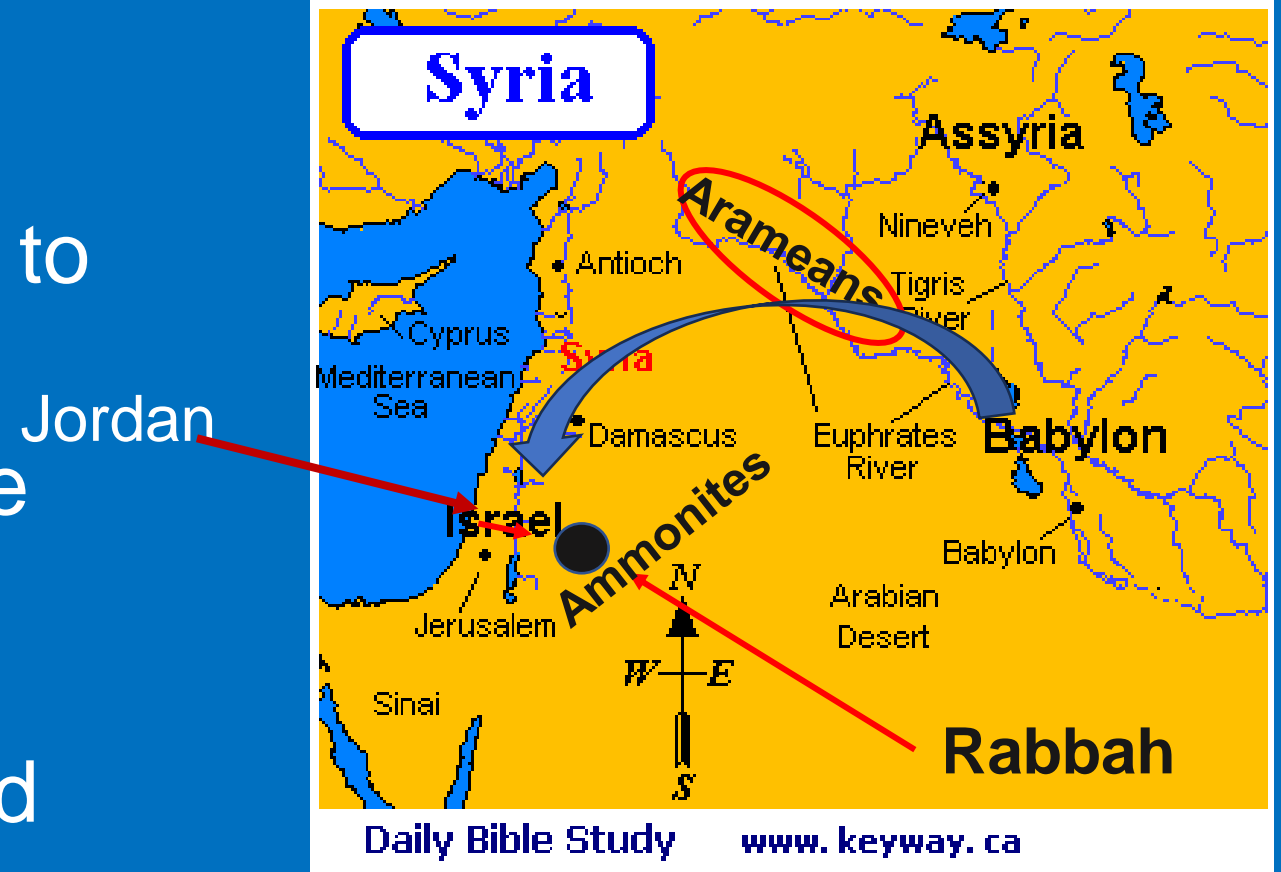 to
Jordan
e
d
Syria
Assyria
Nineveh
Arameans
Antioch
Tigris
River
Cyprus
Syria
Mediterranean
Sea
Damascus
Euphrates
River
Babylon
Israel
Ammonites
Babylon
N
Arabian
Desert
Jerusalem
W E
Sinai
Rabbah
S
Daily Bible Study www.keyway.ca